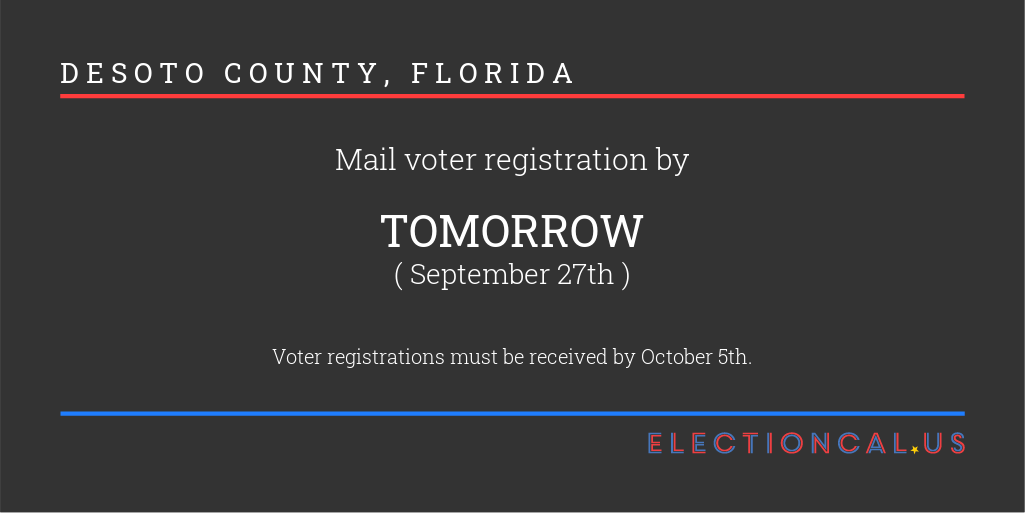 DESOTO COUNTY, FLORIDA
Mail voter registration by
TOMORROW
( September 27th )
Voter registrations must be received by October 5th.
ELECTIONCAL.US